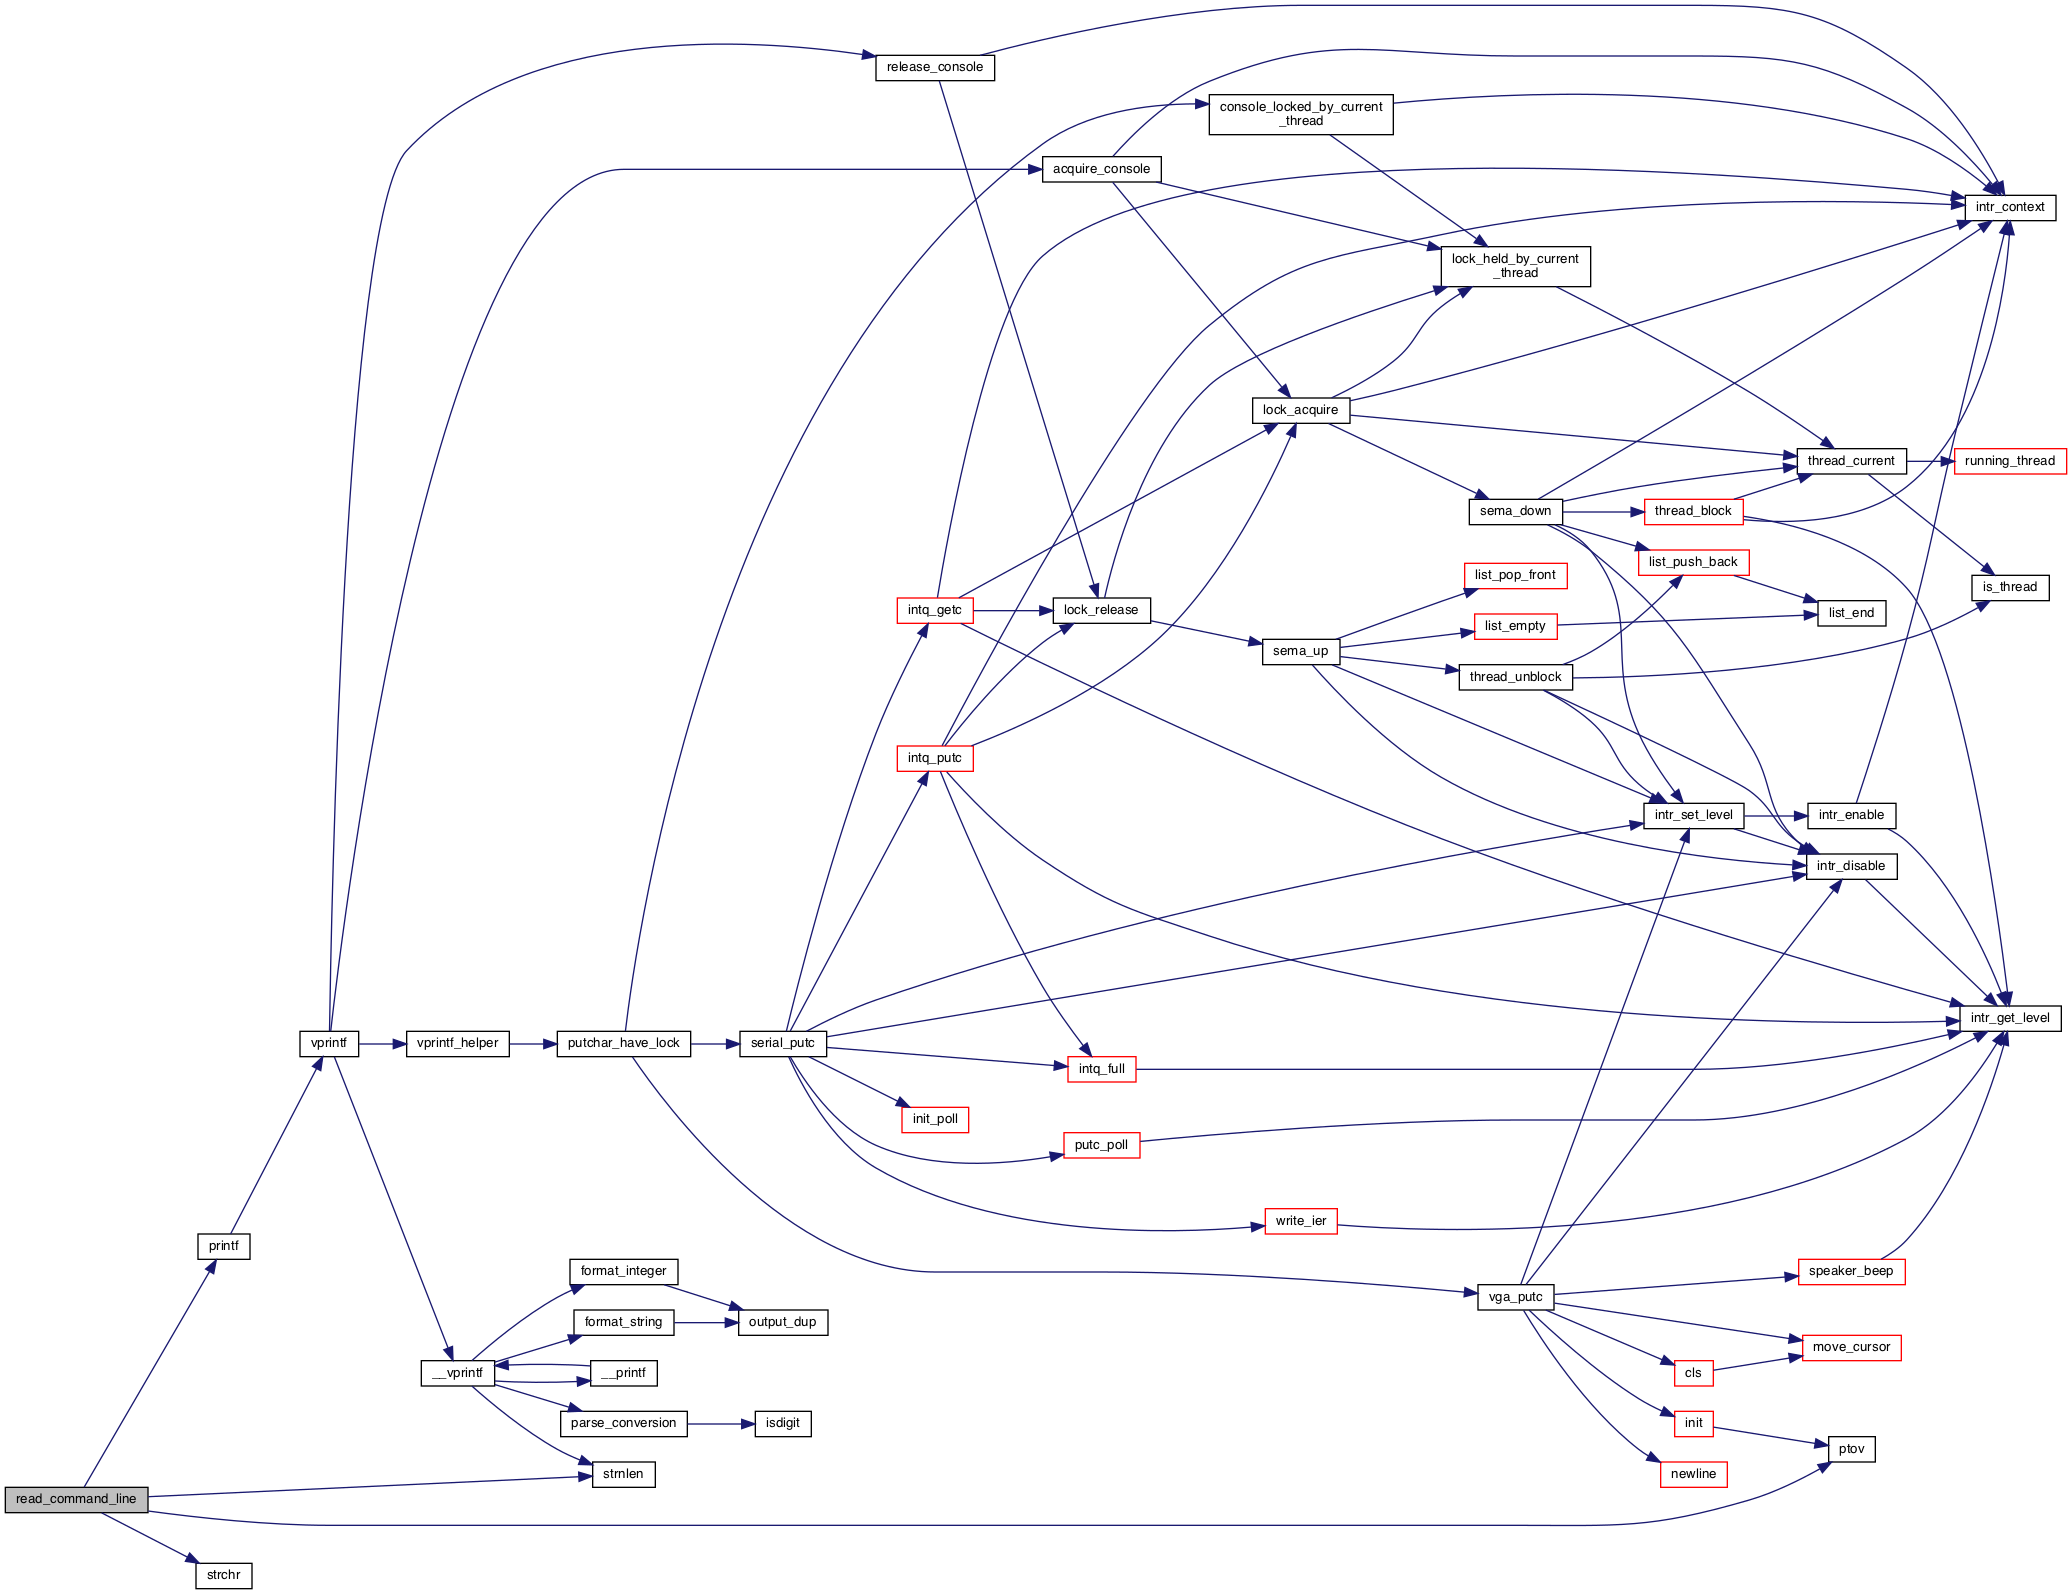 release_console
console_locked_by_current
_thread
acquire_console
intr_context
lock_held_by_current
_thread
lock_acquire
thread_current
running_thread
sema_down
thread_block
list_push_back
list_pop_front
is_thread
intq_getc
lock_release
list_end
list_empty
sema_up
thread_unblock
intq_putc
intr_set_level
intr_enable
intr_disable
intr_get_level
vprintf
vprintf_helper
putchar_have_lock
serial_putc
intq_full
init_poll
putc_poll
write_ier
printf
format_integer
speaker_beep
vga_putc
format_string
output_dup
move_cursor
__vprintf
__printf
cls
parse_conversion
isdigit
init
ptov
strnlen
newline
read_command_line
strchr